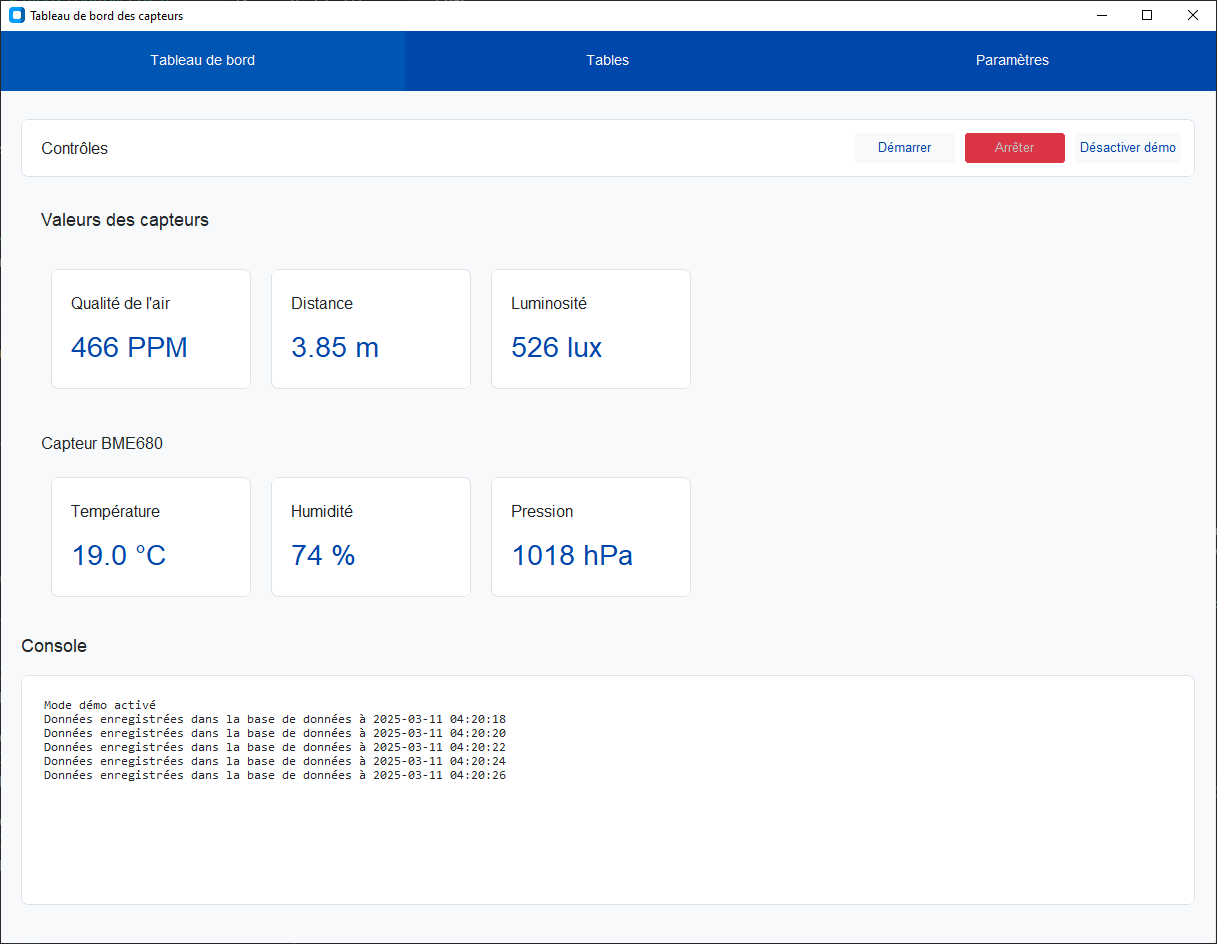 Tableau de bord des capteurs
Tableau de bord Tables Paramètres
Contrôles Démarrer Arrêter Désactiver démo
Valeurs des capteurs
Qualité de l'air Distance Luminosité
466 PPM 3.85 m 526 lux
Capteur BME680
Température Humidité Pression
19.0 °C 74 % 1018 hPa
Console
Mode démo activé
Données enregistrées dans la base de données à 2025-03-11 04:20:18
Données enregistrées dans la base de données à 2025-03-11 04:20:20
Données enregistrées dans la base de données à 2025-03-11 04:20:22
Données enregistrées dans la base de données à 2025-03-11 04:20:24
Données enregistrées dans la base de données à 2025-03-11 04:20:26